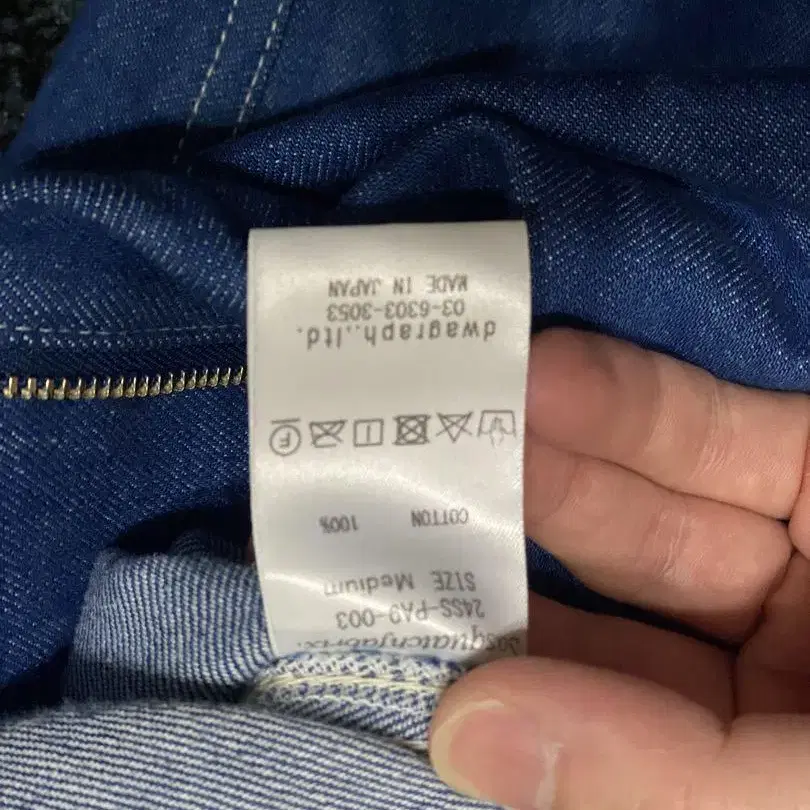 Sasquatchfabrix.
24SS-PA9-003
SIZE Medium
COTTON 100%
F
dwagraph.,ltd.
03-6303-3053
MADE IN JAPAN